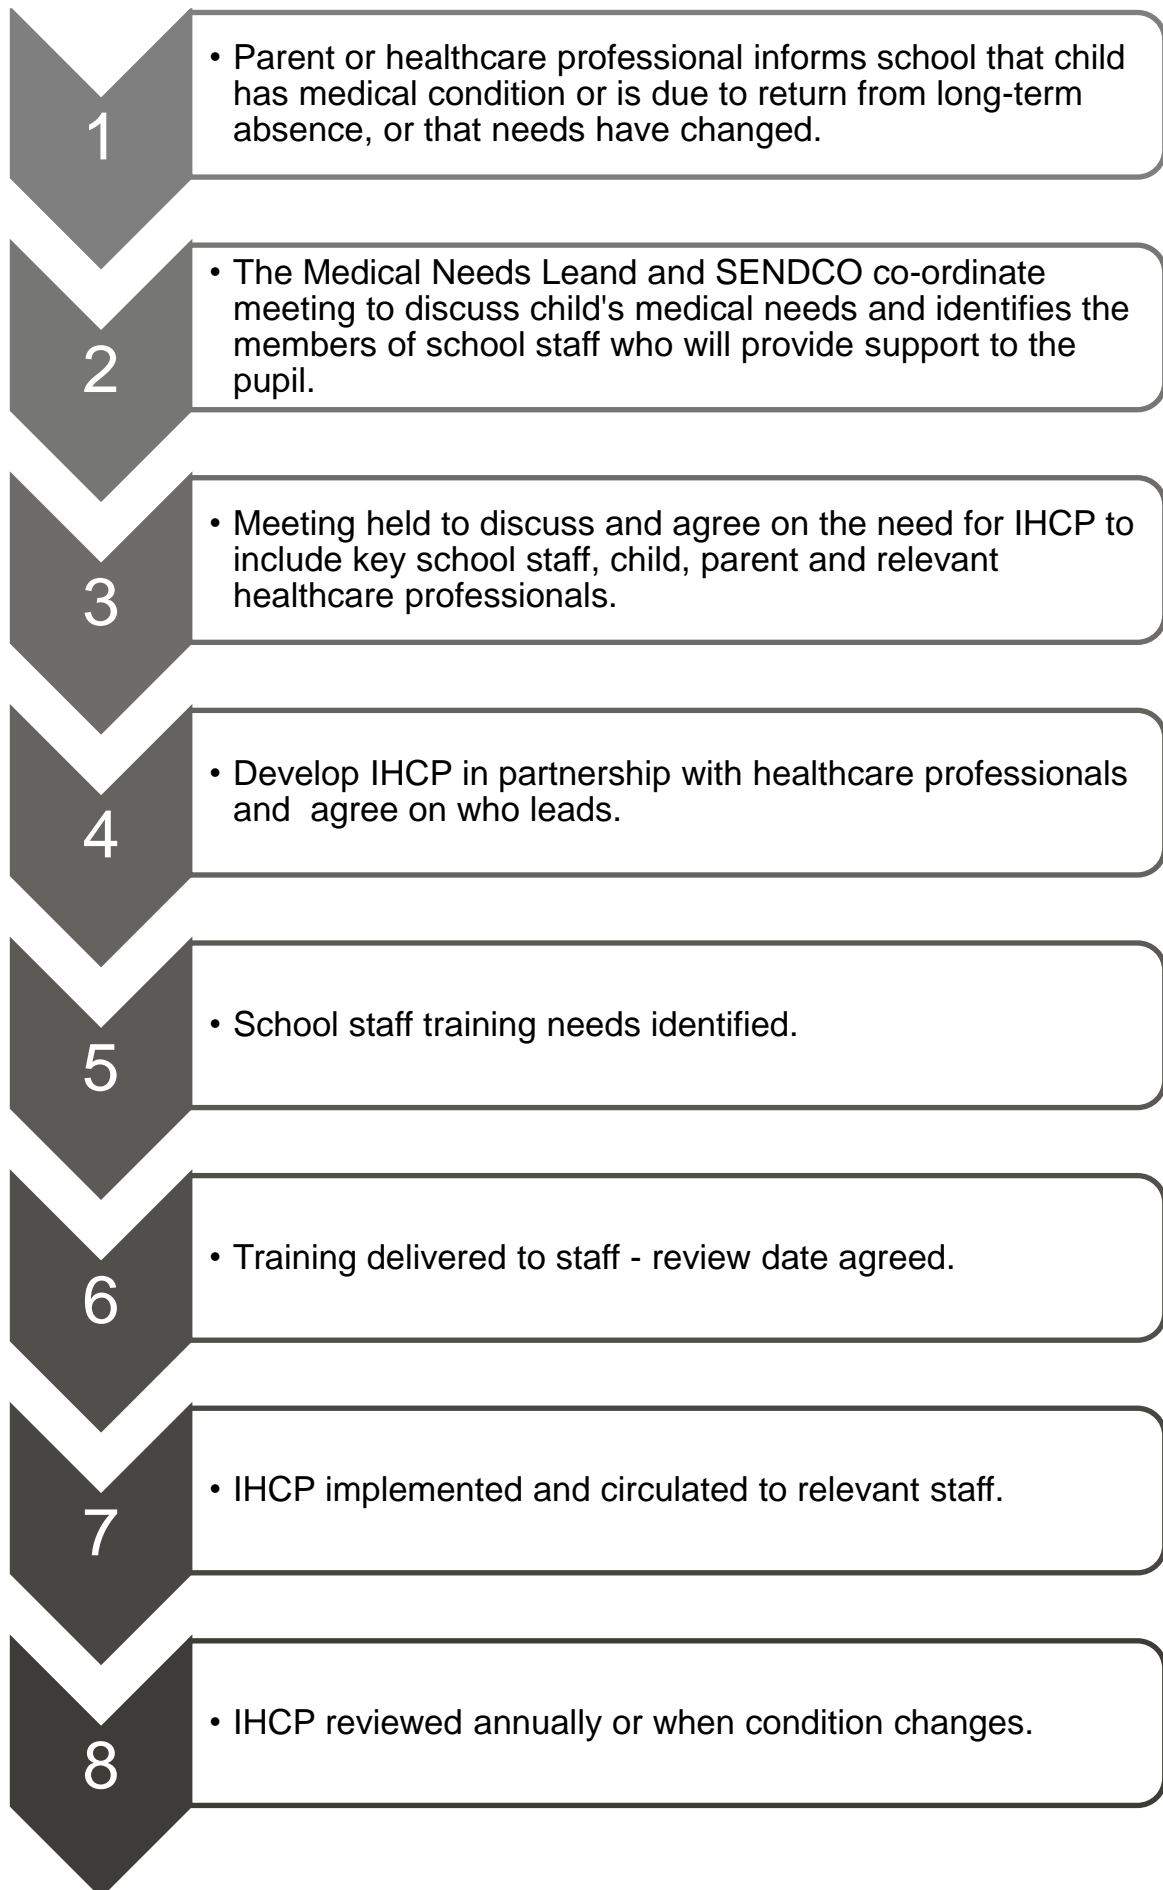 1
• Parent or healthcare professional informs school that child
has medical condition or is due to return from long-term
absence, or that needs have changed.
2
• The Medical Needs Leand and SENDCO co-ordinate
meeting to discuss child's medical needs and identifies the
members of school staff who will provide support to the
pupil.
3
• Meeting held to discuss and agree on the need for IHCP to
include key school staff, child, parent and relevant
healthcare professionals.
4
• Develop IHCP in partnership with healthcare professionals
and  agree on who leads.
5
• School staff training needs identified.
6
• Training delivered to staff - review date agreed.
7
• IHCP implemented and circulated to relevant staff.
8
• IHCP reviewed annually or when condition changes.